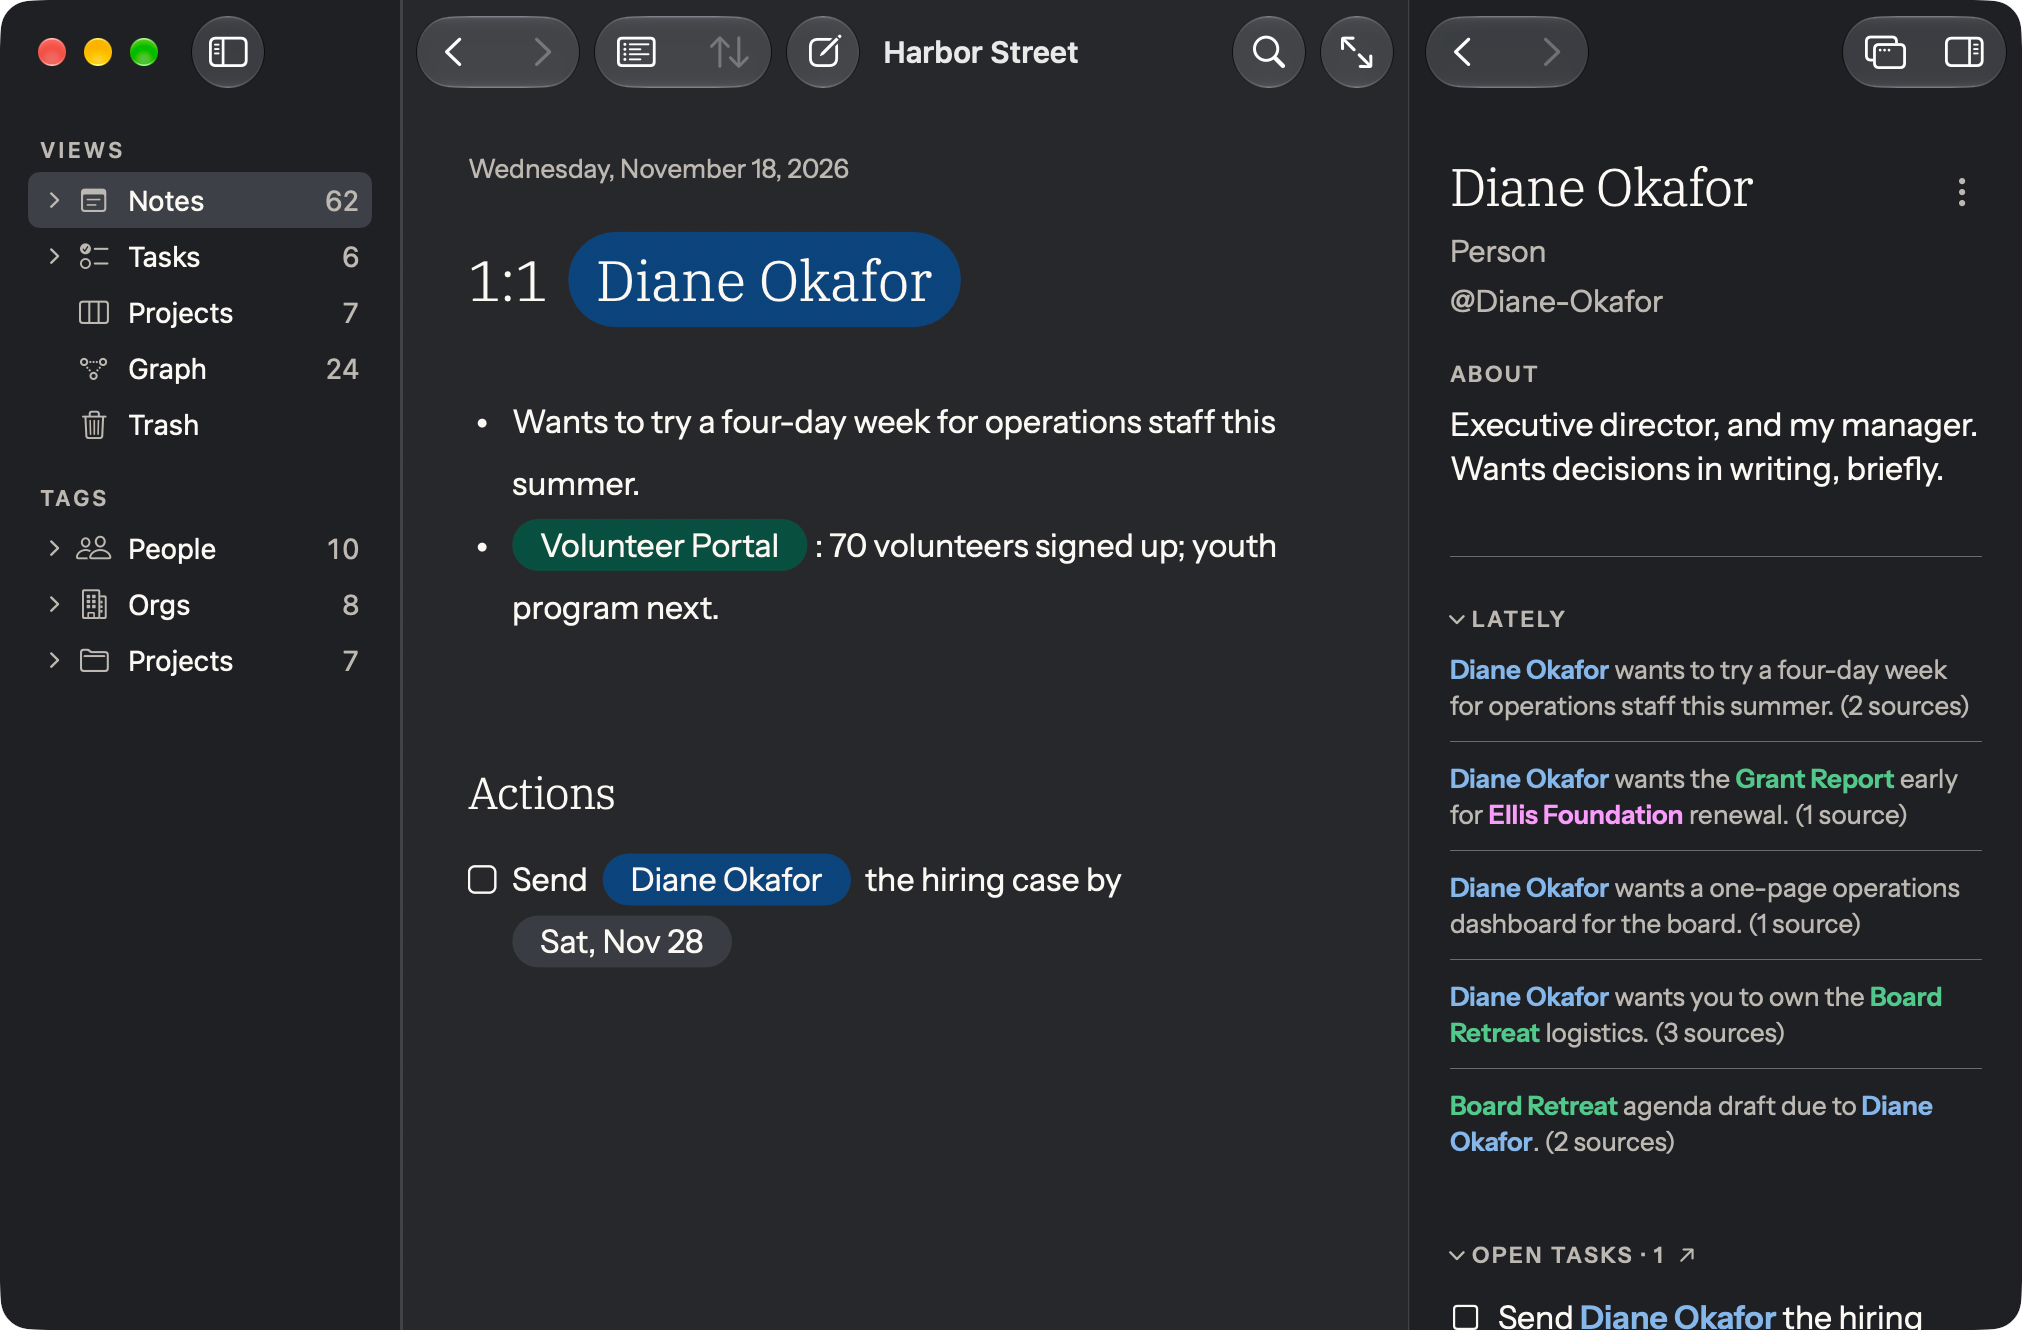 Harbor Street
VIEWS
Notes 62
Tasks 6
Projects 7
Graph 24
Trash
TAGS
People 10
Orgs 8
Projects 7
Wednesday, November 18, 2026
1:1 Diane Okafor
• Wants to try a four-day week for operations staff this
summer.
• Volunteer Portal : 70 volunteers signed up; youth
program next.
Actions
Send Diane Okafor the hiring case by
Sat, Nov 28
Diane Okafor
Person
@Diane-Okafor
ABOUT
Executive director, and my manager.
Wants decisions in writing, briefly.
LATELY
Diane Okafor wants to try a four-day week
for operations staff this summer. (2 sources)
Diane Okafor wants the Grant Report early
for Ellis Foundation renewal. (1 source)
Diane Okafor wants a one-page operations
dashboard for the board. (1 source)
Diane Okafor wants you to own the Board
Retreat logistics. (3 sources)
Board Retreat agenda draft due to Diane
Okafor. (2 sources)
OPEN TASKS · 1 ↗
Send Diane Okafor the hiring